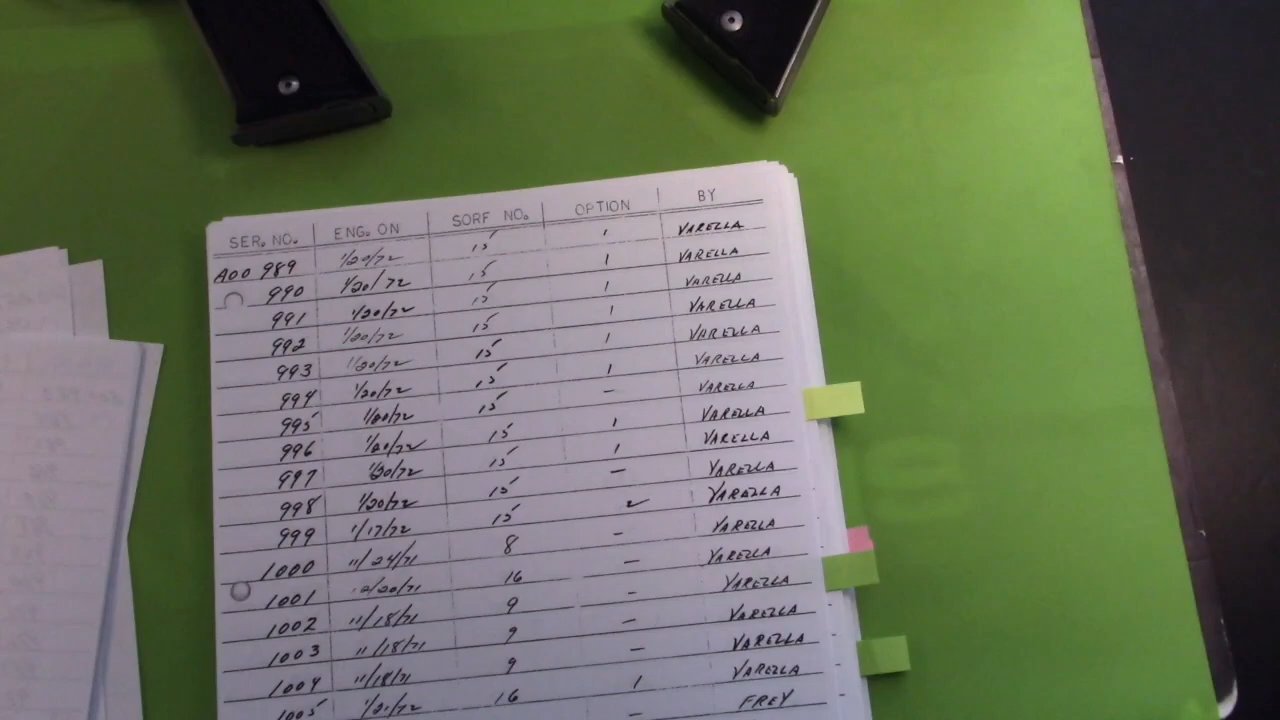 SER. NO. ENG. ON SORF NO. OPTION BY
A00 989 1/20/72 15 1 VARELLA
990 1/20/72 15 1 VARELLA
991 1/20/72 15 1 VARELLA
992 1/20/72 15 1 VARELLA
993 1/20/72 15 1 VARELLA
994 1/20/72 15 1 VARELLA
995 1/20/72 15 - VARELLA
996 1/20/72 15 1 VARELLA
997 1/20/72 15 1 VARELLA
998 1/20/72 15 - VARELLA
999 1/17/72 15 2 VARELLA
1000 11/24/71 8 - VARELLA
1001 12/20/71 16 - VARELLA
1002 11/18/71 9 - VARELLA
1003 11/18/71 9 - VARELLA
1004 11/18/71 9 - VARELLA
1005 1/21/72 16 1 VARELLA
- FREY